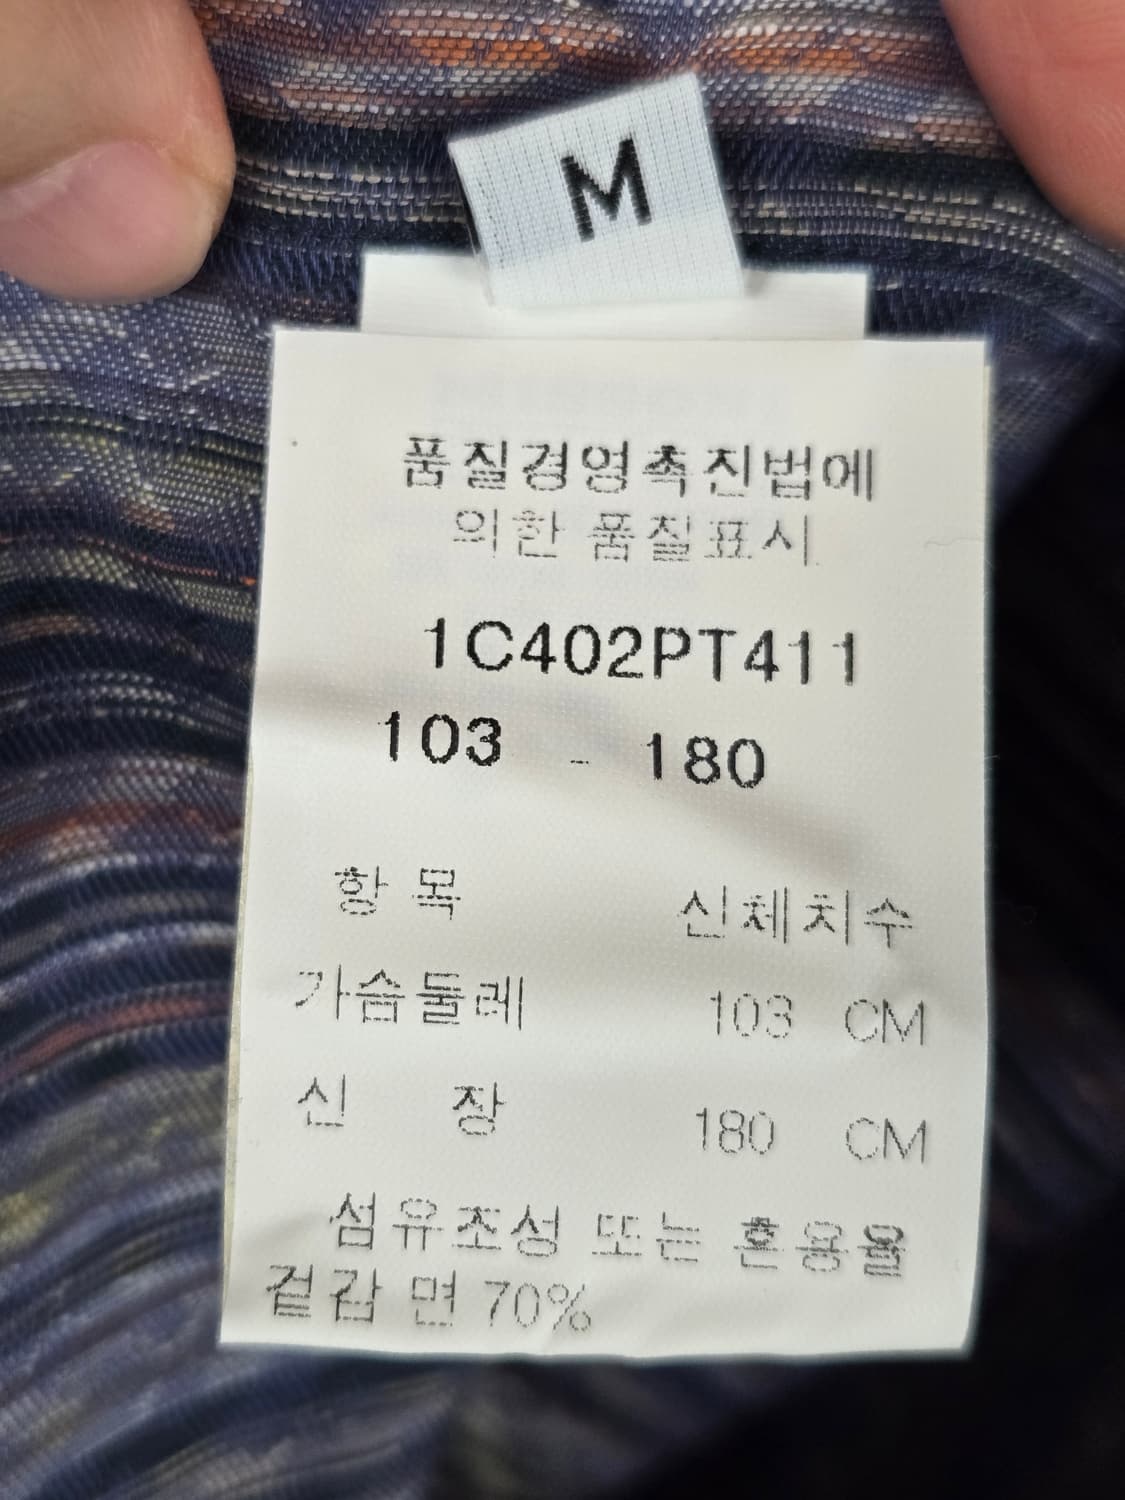 M
품질경영촉진법에
의한 품질표시
1C402PT411
103 - 180
항 목 신체치수
가슴둘레 103 CM
신 장 180 CM
섬유조성 또는 혼용율
겉감 면 70%